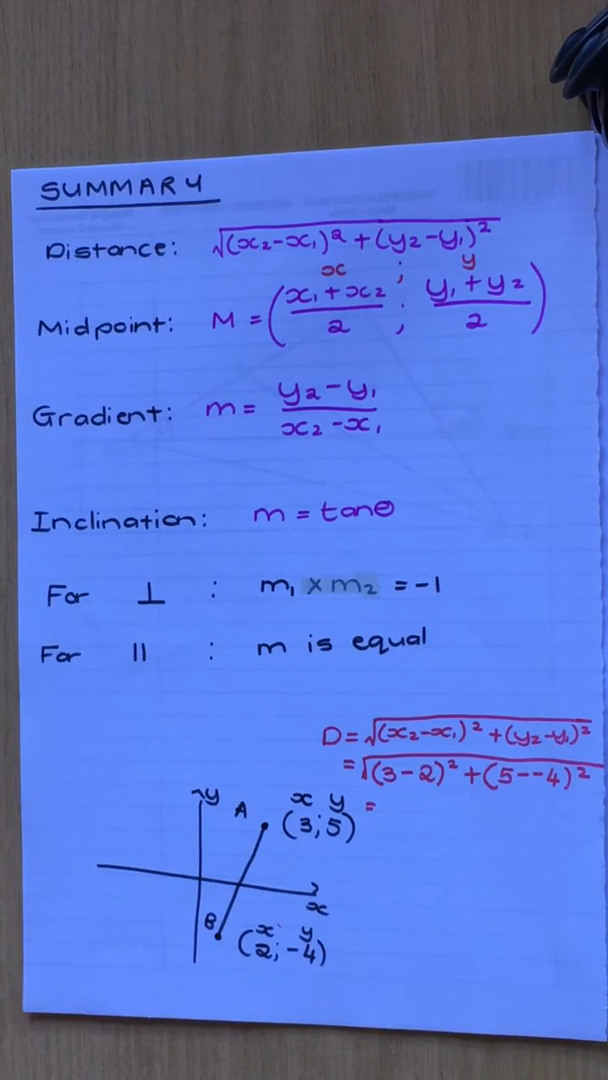 SUMMARY
Distance: √(x₂-x₁)² + (y₂-y₁)²
x ; y
Midpoint: M = (x₁+x₂/2 ; y₁+y₂/2)
Gradient: m = y₂-y₁/x₂-x₁
Inclination: m = tanθ
For ⊥ : m₁ × m₂ = -1
For || : m is equal
D = √(x₂-x₁)² + (y₂-y₁)²
= √(3-2)² + (5--4)²
=
y
A
x y
(3;5)
x
B
x y
(2;-4)